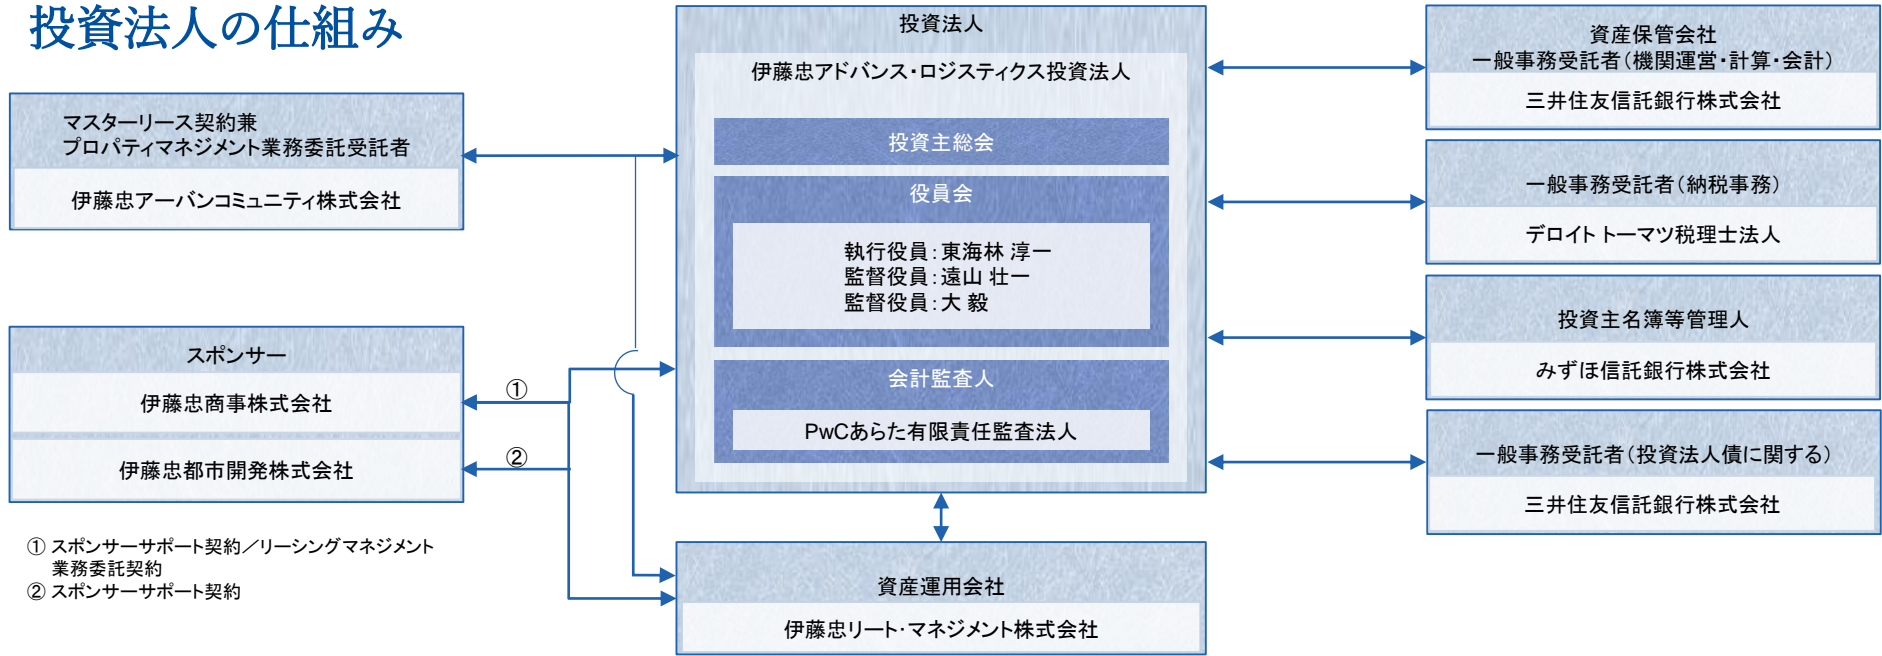 投資法人の仕組み
マスターリース契約兼
プロパティマネジメント業務委託受託者
伊藤忠アーバンコミュニティ株式会社
スポンサー
伊藤忠商事株式会社
伊藤忠都市開発株式会社
①
②
① スポンサーサポート契約／リーシングマネジメント
業務委託契約
② スポンサーサポート契約
投資法人
伊藤忠アドバンス・ロジスティクス投資法人
投資主総会
役員会
執行役員：東海林 淳一
監督役員：遠山 壮一
監督役員：大 毅
会計監査人
PwCあらた有限責任監査法人
資産運用会社
伊藤忠リート・マネジメント株式会社
資産保管会社
一般事務受託者（機関運営・計算・会計）
三井住友信託銀行株式会社
一般事務受託者（納税事務）
デロイト トーマツ税理士法人
投資主名簿等管理人
みずほ信託銀行株式会社
一般事務受託者（投資法人債に関する）
三井住友信託銀行株式会社